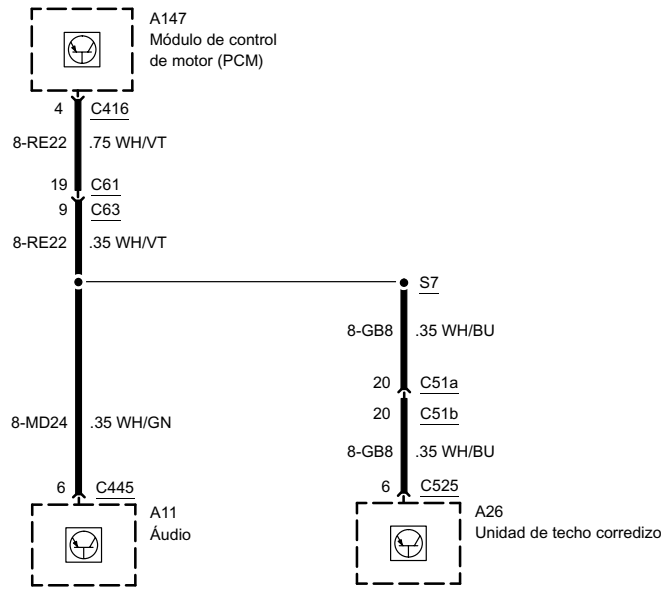 A147
Módulo de control
de motor (PCM)
4 C416
8-RE22 .75 WH/VT
19 C61
9 C63
8-RE22 .35 WH/VT
S7
8-GB8 .35 WH/BU
20 C51a
20 C51b
8-MD24 .35 WH/GN
8-GB8 .35 WH/BU
6 C445
6 C525
A11
Áudio
A26
Unidad de techo corredizo